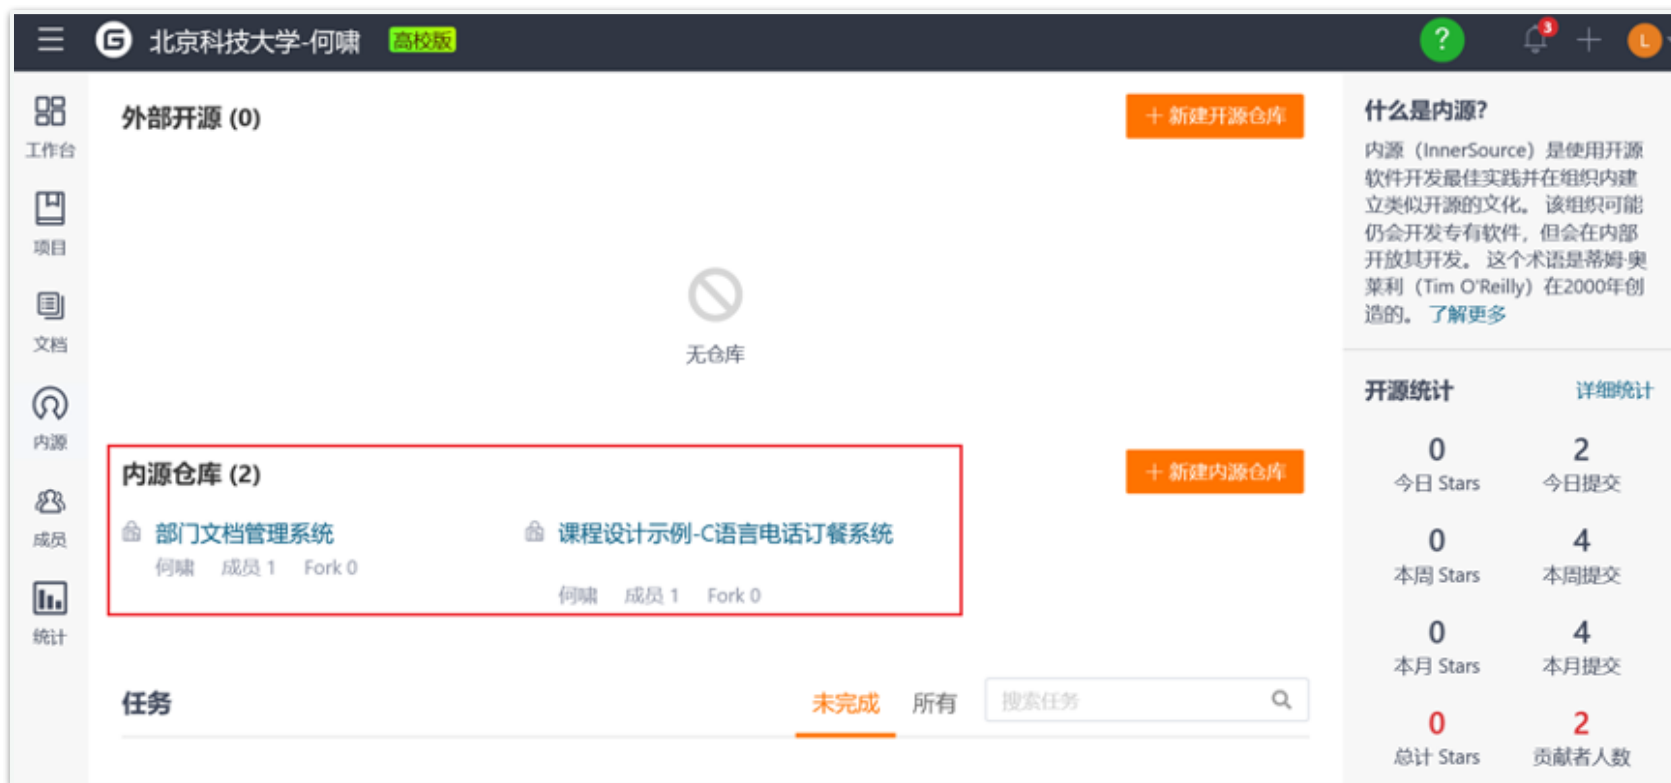 北京科技大学-何啸 高校版
? 3 + L
工作台
项目
文档
内源
成员
统计
外部开源 (0)
+ 新建开源仓库
无仓库
内源仓库 (2)
+ 新建内源仓库
部门文档管理系统
何啸 成员 1 Fork 0
课程设计示例-C语言电话订餐系统
何啸 成员 1 Fork 0
任务
未完成 所有 搜索任务
什么是内源?
内源（InnerSource）是使用开源
软件开发最佳实践并在组织内建
立类似开源的文化。 该组织可能
仍会开发专有软件，但会在内部
开放其开发。 这个术语是蒂姆·奥
莱利（Tim O'Reilly）在2000年创
造的。 了解更多
开源统计 详细统计
0 2
今日 Stars 今日提交
0 4
本周 Stars 本周提交
0 4
本月 Stars 本月提交
0 2
总计 Stars 贡献者人数